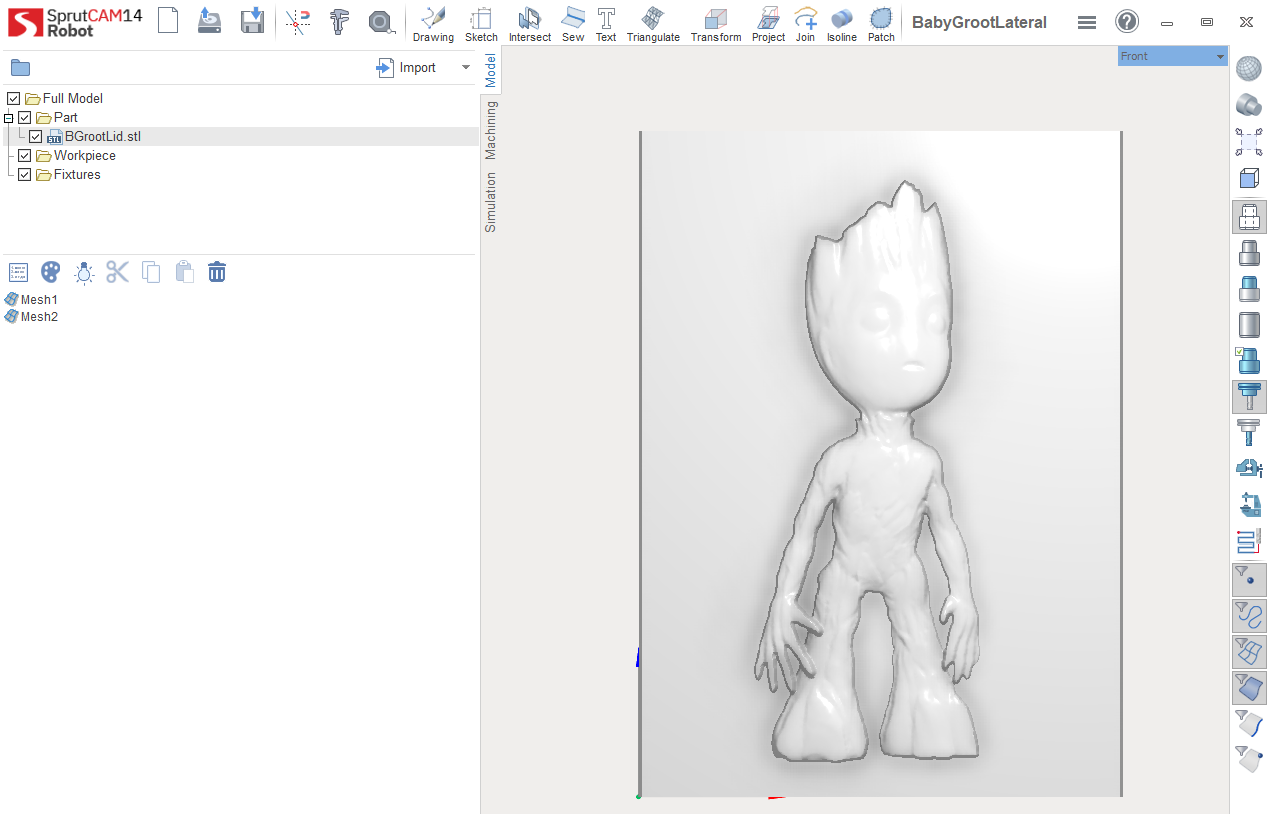 SprutCAM14
Robot
Drawing Sketch Intersect Sew Text Triangulate Transform Project Join Isoline Patch
BabyGrootLateral
Import
Front
Model
Machining
Simulation
Full Model
Part
STL BGrootLid.stl
Workpiece
Fixtures
Mesh1
Mesh2